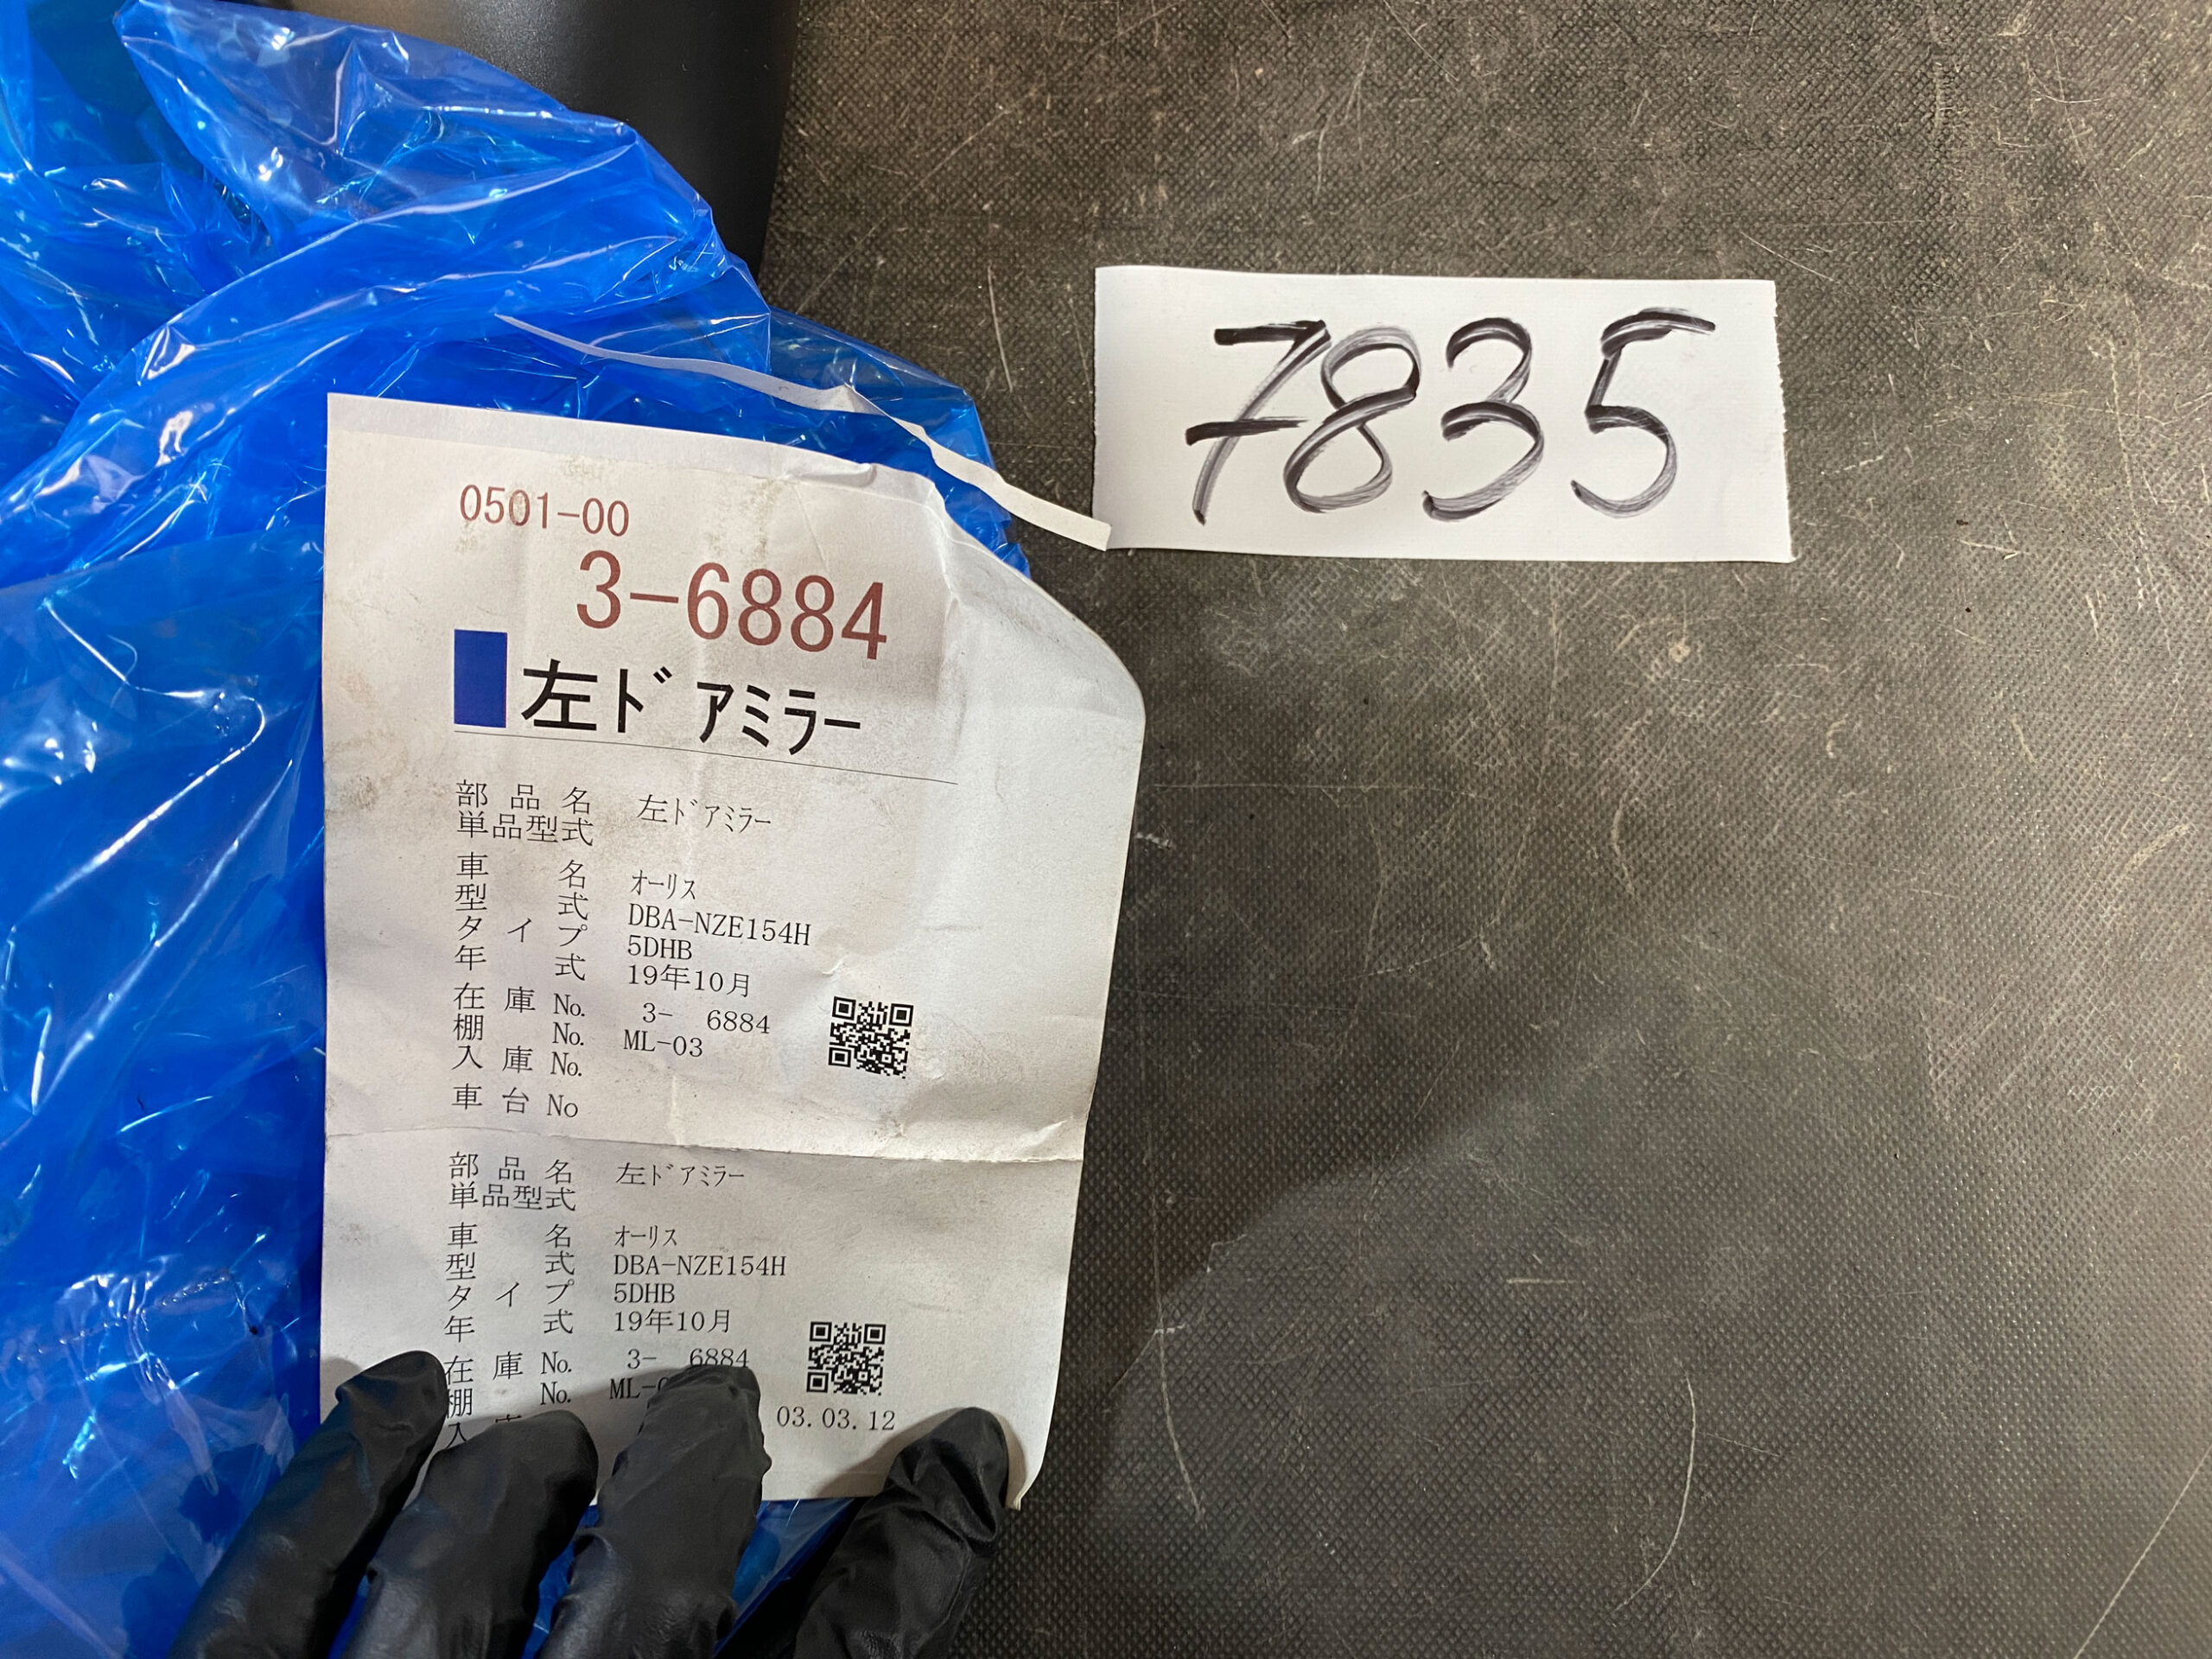 7835
0501-00
3-6884
左ﾄﾞｱﾐﾗｰ
部品名 左ﾄﾞｱﾐﾗｰ
単品型式
車名 ｵｰﾘｽ
型式 DBA-NZE154H
タイプ 5DHB
年式 19年10月
在庫No. 3- 6884
棚No. ML-03
入庫No.
車台No
部品名 左ﾄﾞｱﾐﾗｰ
単品型式
車名 ｵｰﾘｽ
型式 DBA-NZE154H
タイプ 5DHB
年式 19年10月
在庫No. 3- 6884
棚No.
入
03.03.12